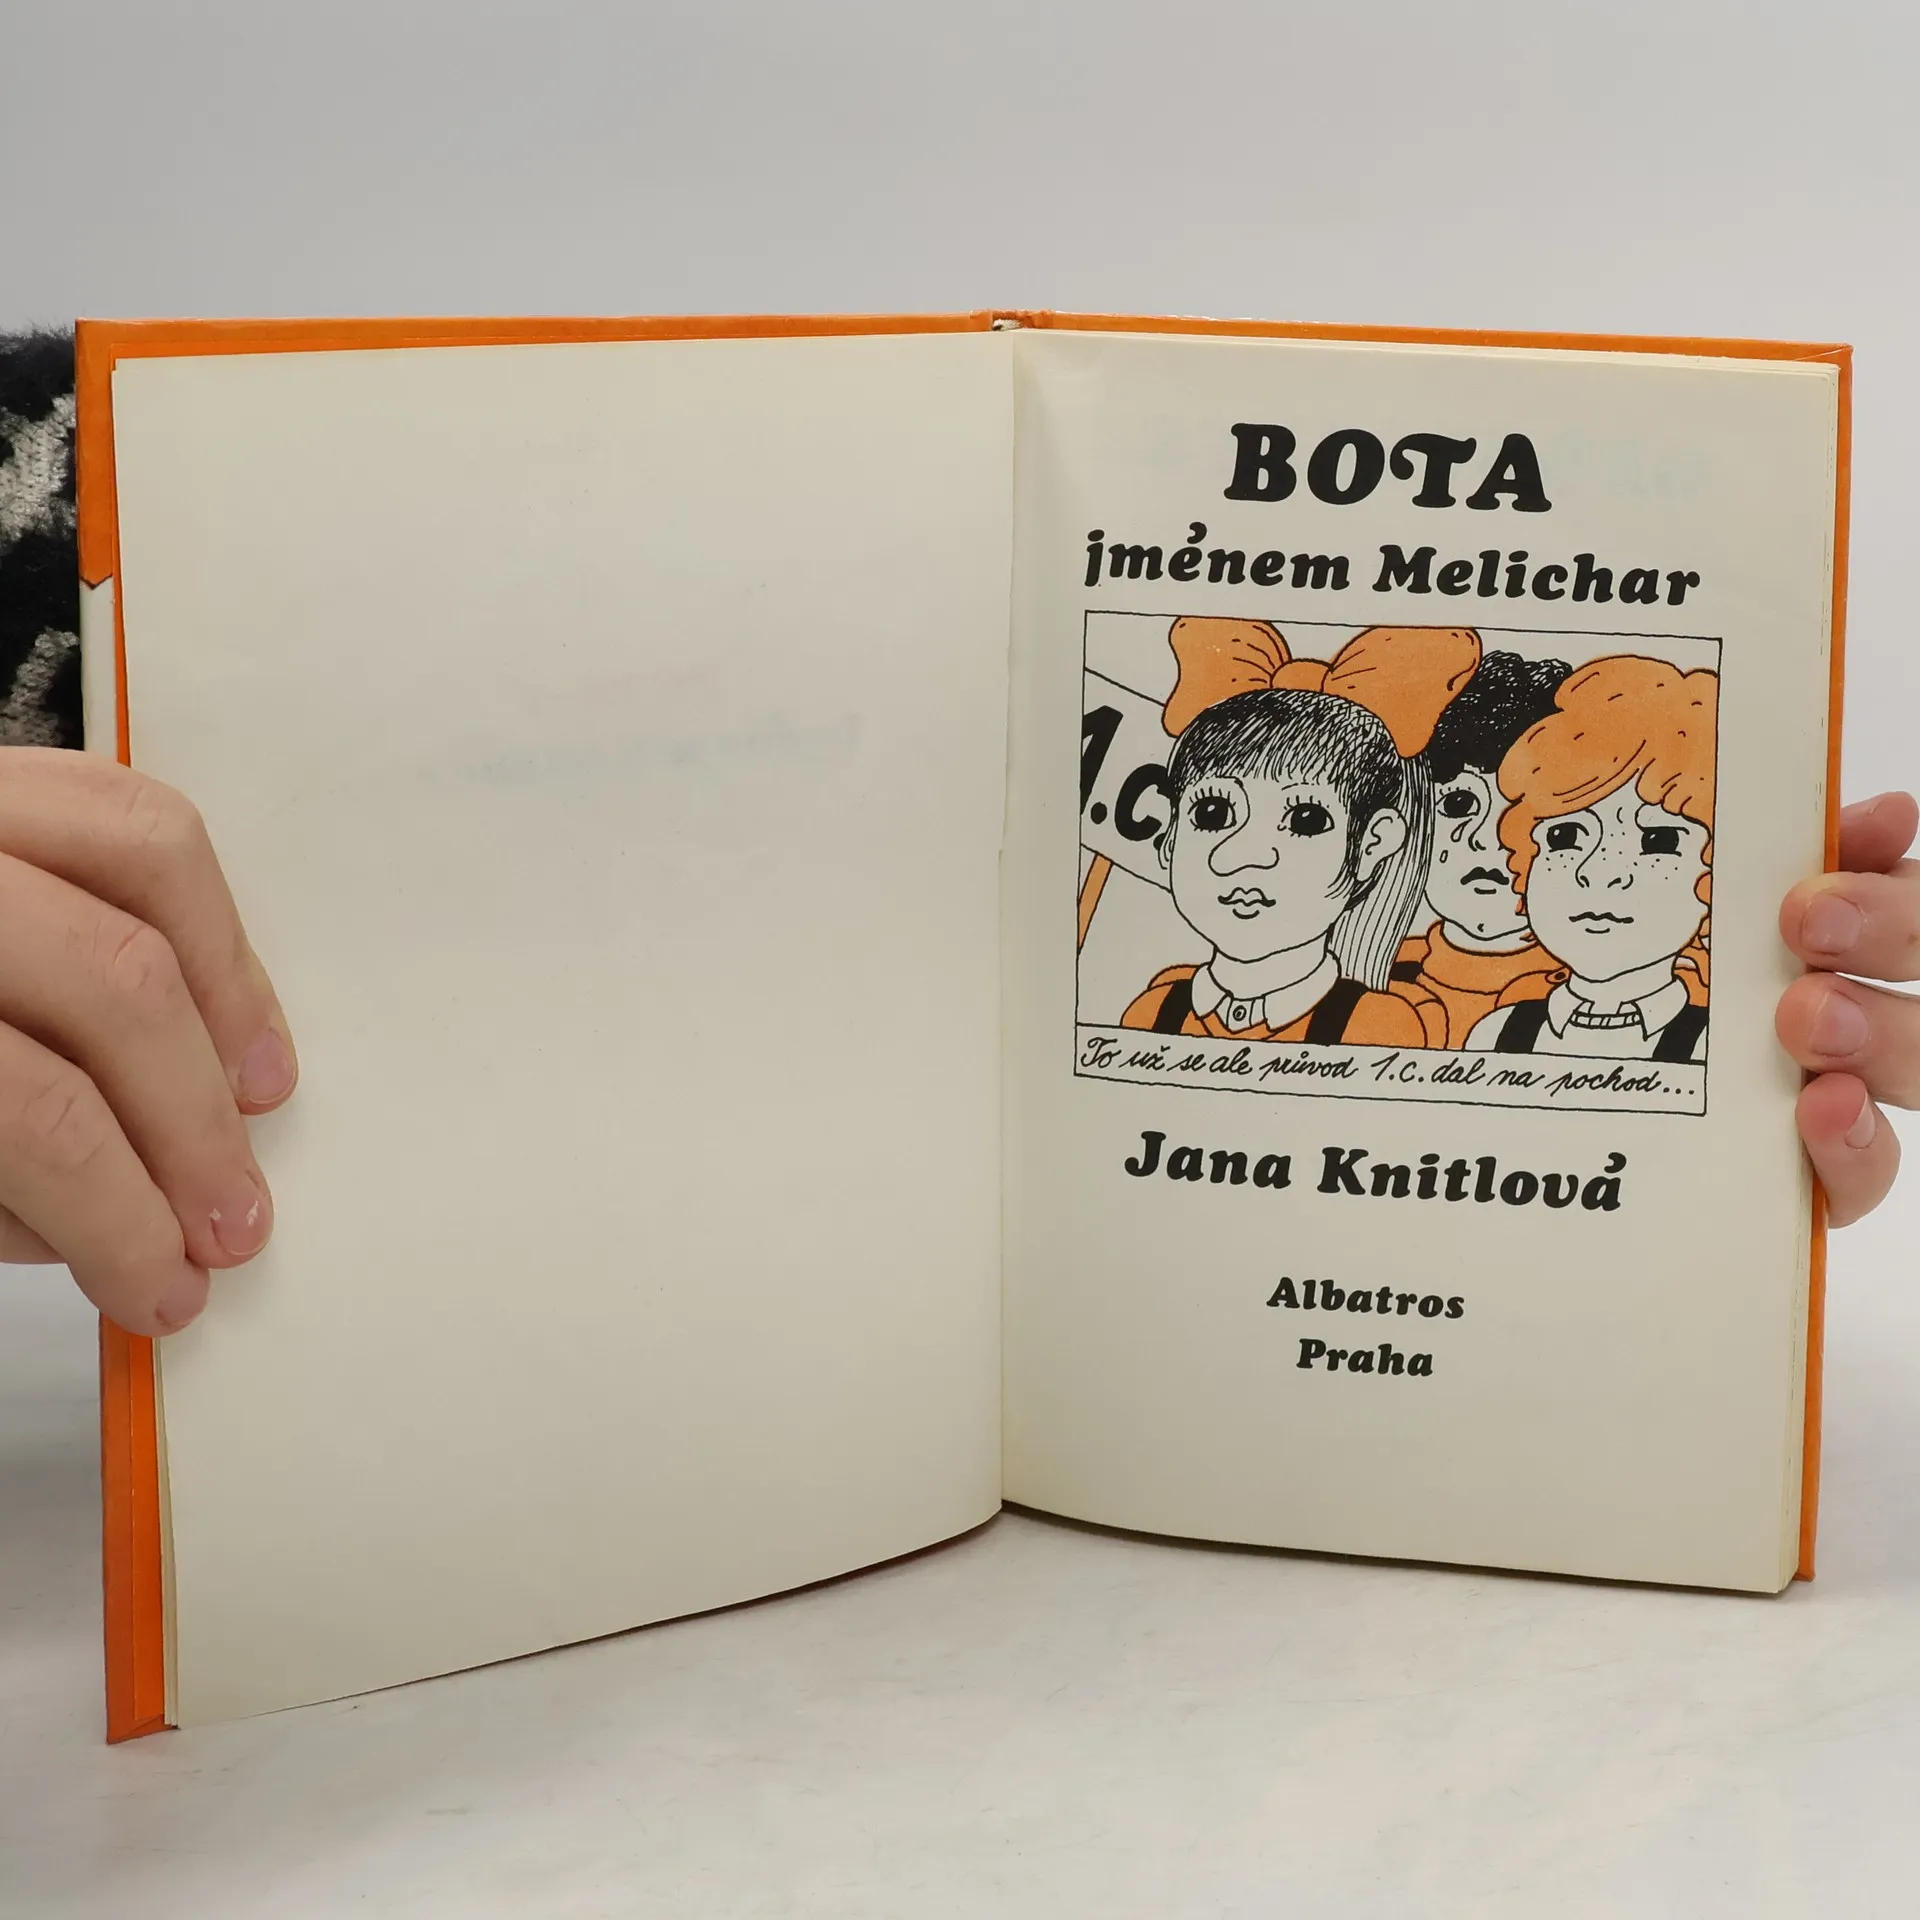 BOTA
jménem Melichar
1.C.
To už se ale průvod 1.C. dal na pochod...
Jana Knitlová
Albatros
Praha